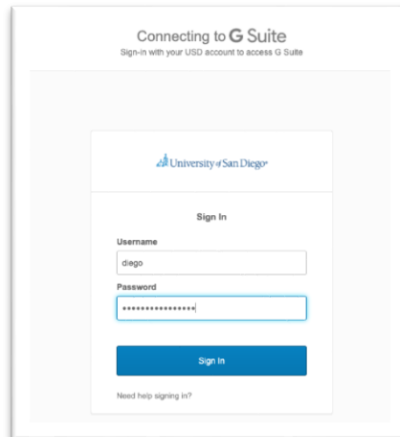 Connecting to G Suite
Sign-in with your USD account to access G Suite
University of San Diego®
Sign In
Username
diego
Password
••••••••••••••••
Sign In
Need help signing in?